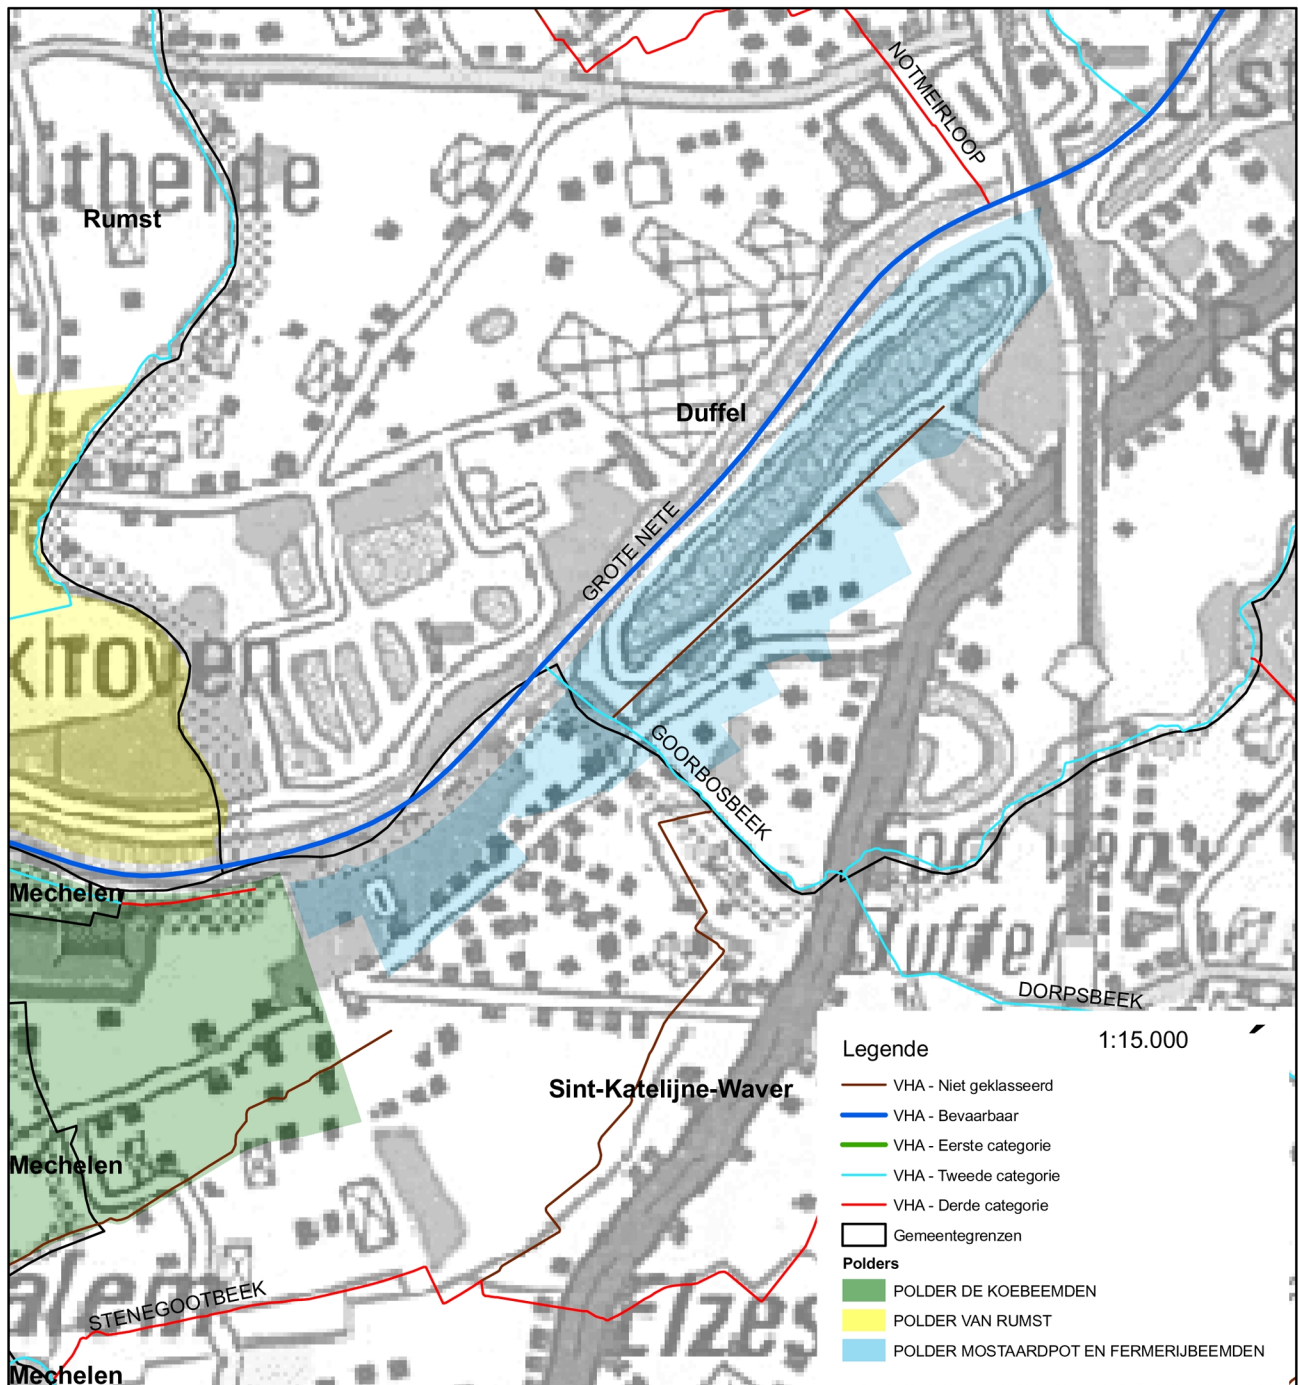 NOTMEIRLOOP
Rumst
Duffel
GROTE NETE
GOORBOSBEEK
Mechelen
Duffel
DORPSBEEK
Sint-Katelijne-Waver
Mechelen
STENEGOOTBEEK
Mechelen
1:15.000
Legende
VHA - Niet geklasseerd
VHA - Bevaarbaar
VHA - Eerste categorie
VHA - Tweede categorie
VHA - Derde categorie
Gemeentegrenzen
Polders
POLDER DE KOEBEEMDEN
POLDER VAN RUMST
POLDER MOSTAARDPOT EN FERMERIJBEEMDEN